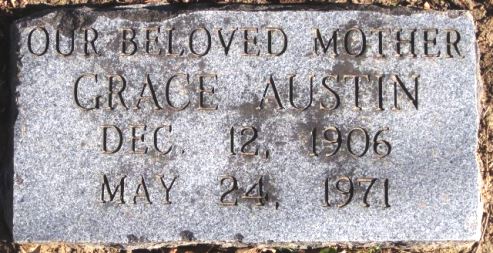 OUR BELOVED MOTHER
GRACE AUSTIN
DEC. 12, 1906
MAY 24, 1971